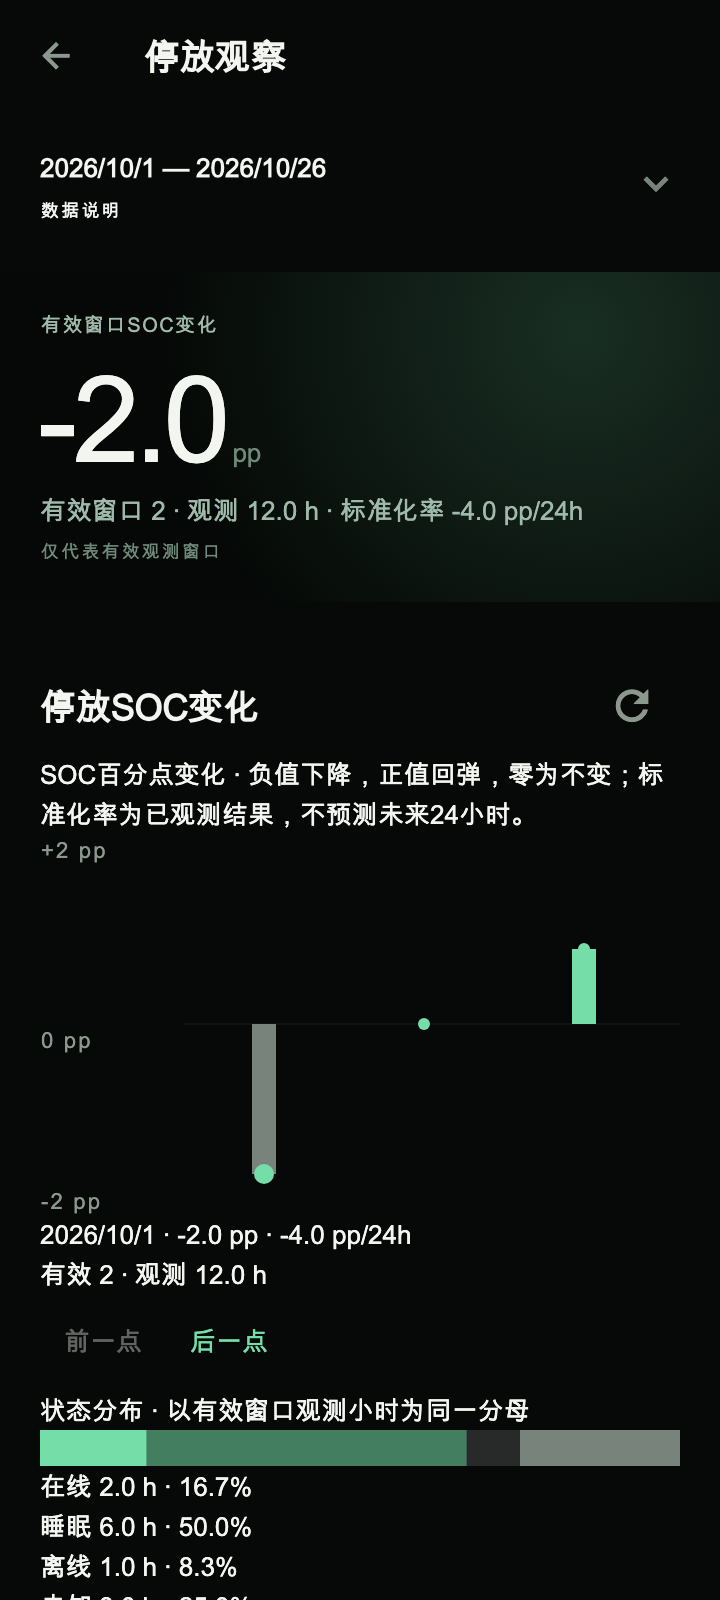 停放观察
2026/10/1 — 2026/10/26
数据说明
有效窗口SOC变化
-2.0 pp
有效窗口 2 · 观测 12.0 h · 标准化率 -4.0 pp/24h
仅代表有效观测窗口
停放SOC变化
SOC百分点变化 · 负值下降，正值回弹，零为不变；标
准化率为已观测结果，不预测未来24小时。
+2 pp
0 pp
-2 pp
2026/10/1 · -2.0 pp · -4.0 pp/24h
有效 2 · 观测 12.0 h
前一点 后一点
状态分布 · 以有效窗口观测小时为同一分母
在线 2.0 h · 16.7%
睡眠 6.0 h · 50.0%
离线 1.0 h · 8.3%